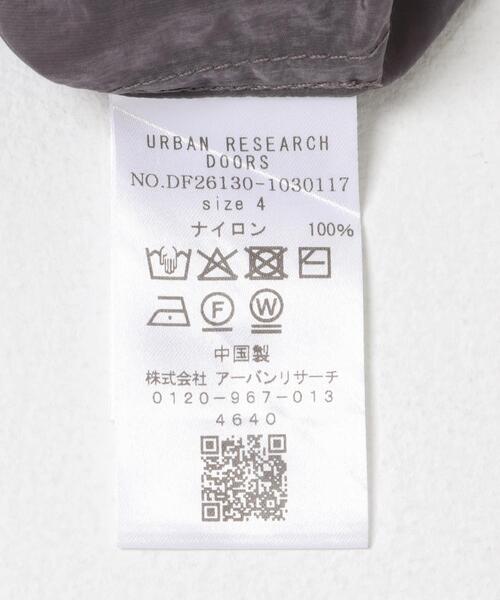 URBAN RESEARCH
DOORS
NO.DF26130-1030117
size 4
ナイロン 100%
F W
中国製
株式会社 アーバンリサーチ
0120-967-013
4640